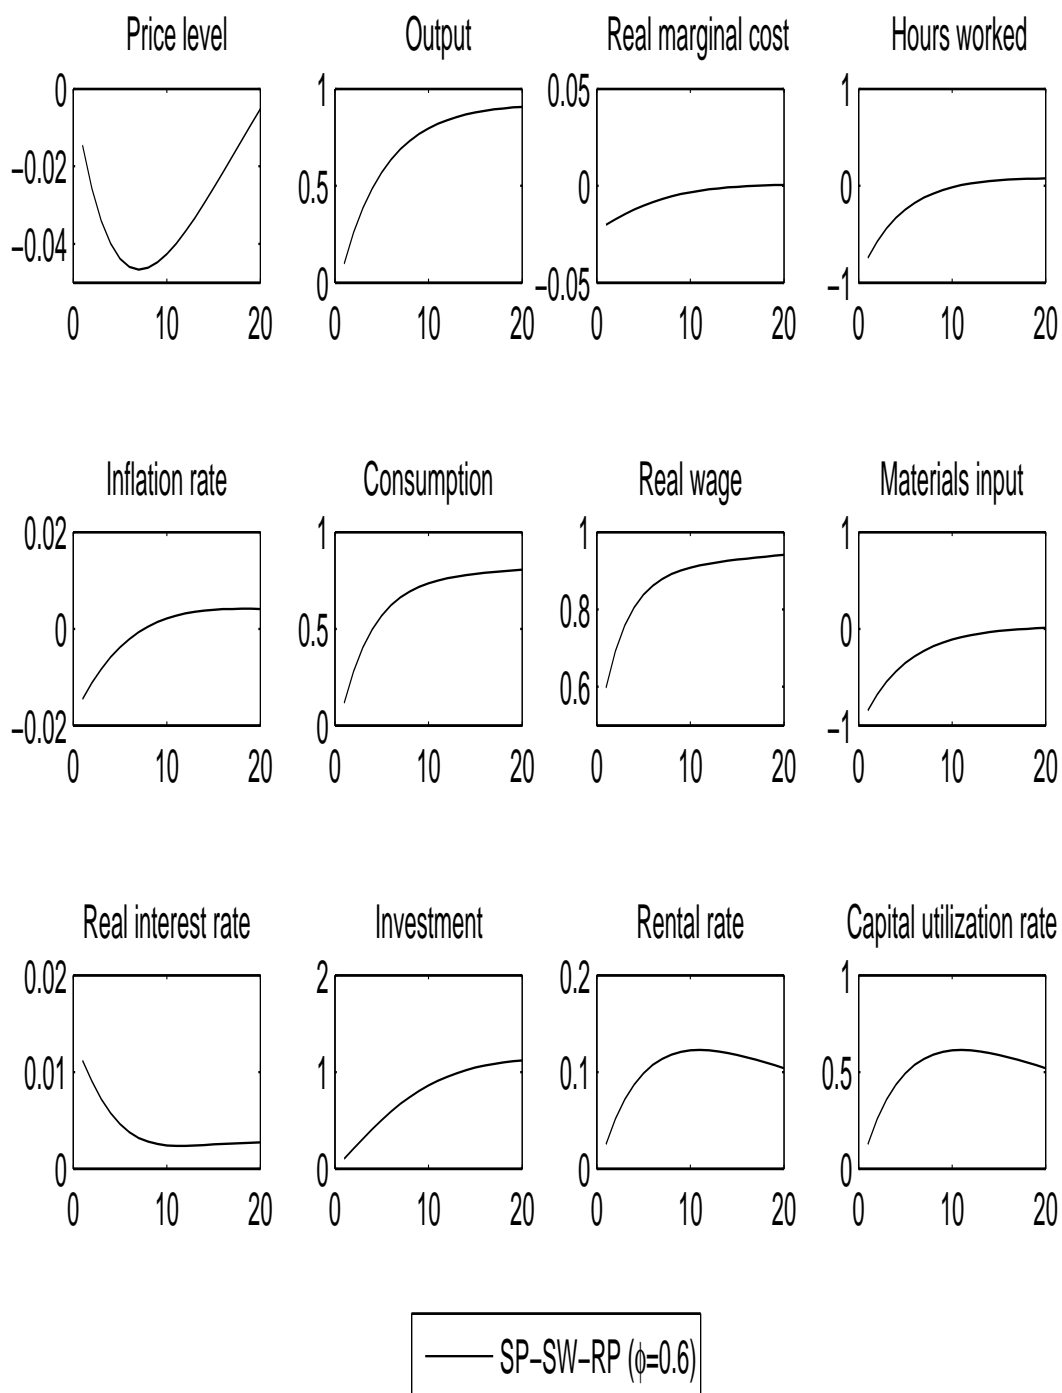 Price level
Output
Real marginal cost
Hours worked
0
−0.02
−0.04
0 10 20
1
0.5
0
0 10 20
0.05
0
−0.05
0 10 20
1
0
−1
0 10 20
Inflation rate
Consumption
Real wage
Materials input
0.02
0
−0.02
0 10 20
1
0.5
0
0 10 20
1
0.8
0.6
0 10 20
1
0
−1
0 10 20
Real interest rate
Investment
Rental rate
Capital utilization rate
0.02
0.01
0
0 10 20
2
1
0
0 10 20
0.2
0.1
0
0 10 20
1
0.5
0
0 10 20
SP−SW−RP (ϕ=0.6)